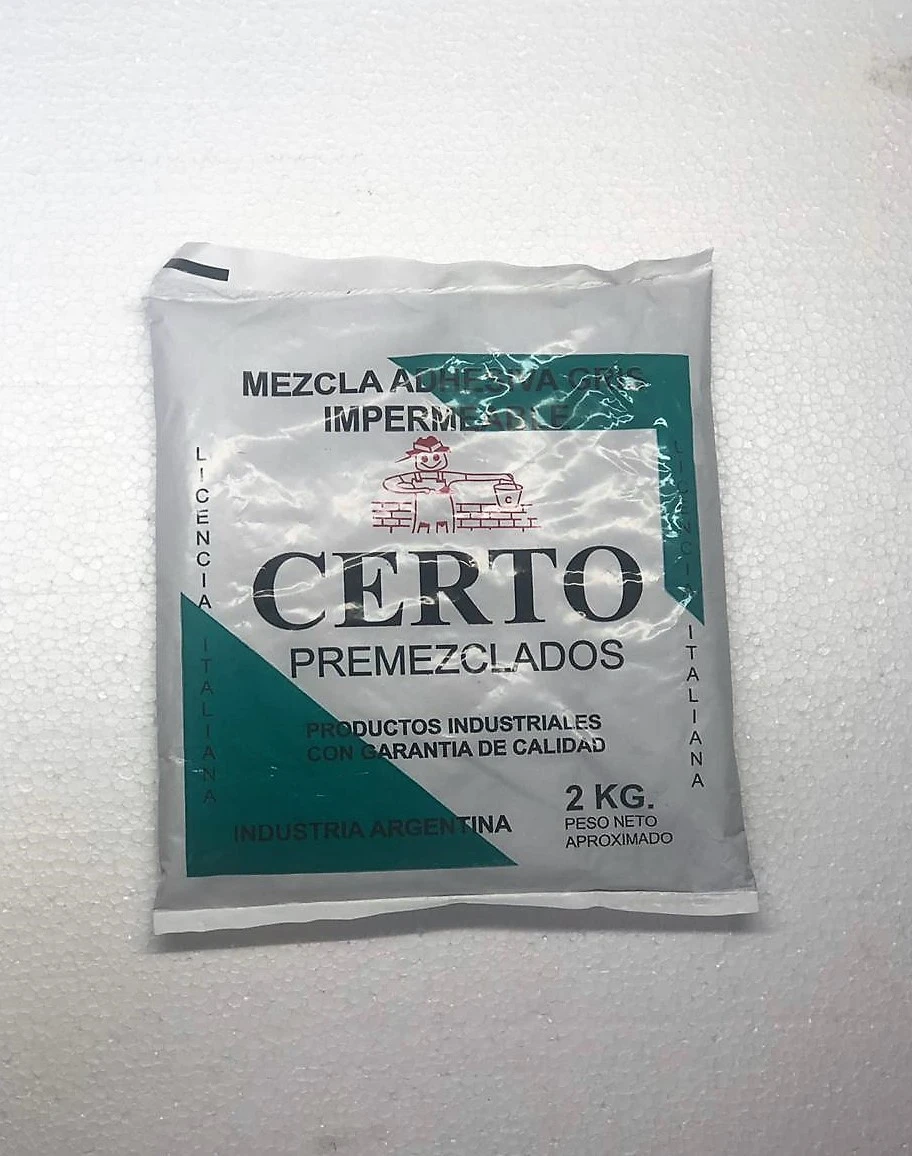 MEZCLA ADHESIVA GRIS
IMPERMEABLE
C
CERTO
PREMEZCLADOS
PRODUCTOS INDUSTRIALES
CON GARANTIA DE CALIDAD
INDUSTRIA ARGENTINA
2 KG.
PESO NETO
APROXIMADO
LICENCIA ITALIANA
LICENCIA ITALIANA